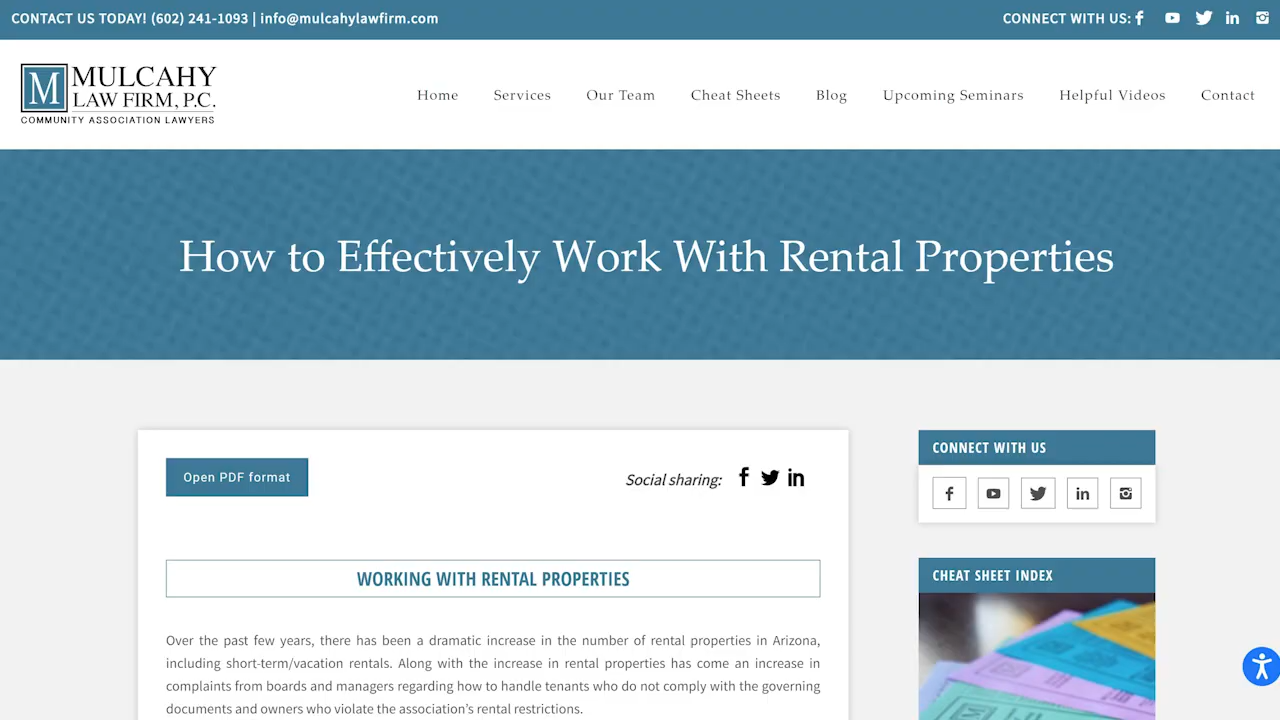 CONTACT US TODAY! (602) 241-1093 | info@mulcahylawfirm.com
CONNECT WITH US:
M MULCAHY
LAW FIRM, P.C.
COMMUNITY ASSOCIATION LAWYERS
Home Services Our Team Cheat Sheets Blog Upcoming Seminars Helpful Videos Contact
How to Effectively Work With Rental Properties
Open PDF format
Social sharing:
WORKING WITH RENTAL PROPERTIES
Over the past few years, there has been a dramatic increase in the number of rental properties in Arizona,
including short-term/vacation rentals. Along with the increase in rental properties has come an increase in
complaints from boards and managers regarding how to handle tenants who do not comply with the governing
documents and owners who violate the association's rental restrictions.
CONNECT WITH US
CHEAT SHEET INDEX